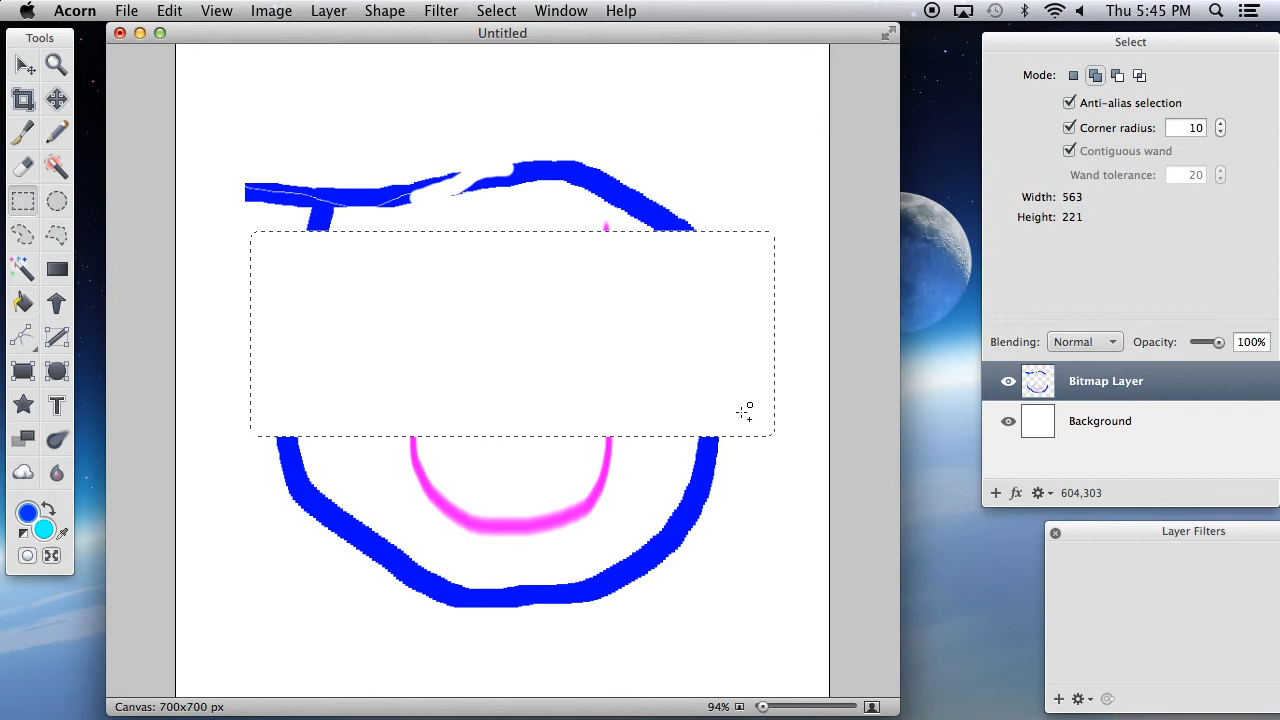 Acorn File Edit View Image Layer Shape Filter Select Window Help Thu 5:45 PM
Tools
Untitled
Select
Mode:
Anti-alias selection
Corner radius: 10
Contiguous wand
Wand tolerance: 20
Width: 563
Height: 221
Blending: Normal Opacity: 100%
Bitmap Layer
Background
fx 604,303
Layer Filters
T
Canvas: 700x700 px 94%